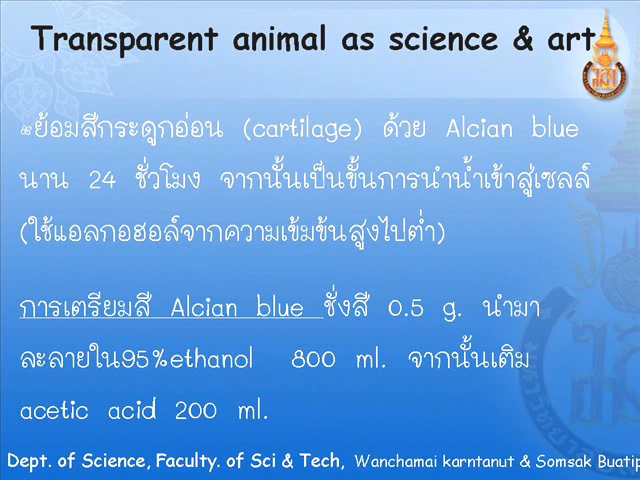 Transparent animal as science & art
ย้อมสีกระดูกอ่อน (cartilage) ด้วย Alcian blue
นาน 24 ชั่วโมง จากนั้นเป็นขั้นการนำน้ำเข้าสู่เซลล์
(ใช้แอลกอฮอล์จากความเข้มข้นสูงไปต่ำ)
การเตรียมสี Alcian blue ชั่งสี 0.5 g. นำมา
ละลายใน95%ethanol 800 ml. จากนั้นเติม
acetic acid 200 ml.
Dept. of Science, Faculty. of Sci & Tech, Wanchamai karntanut & Somsak Buatip